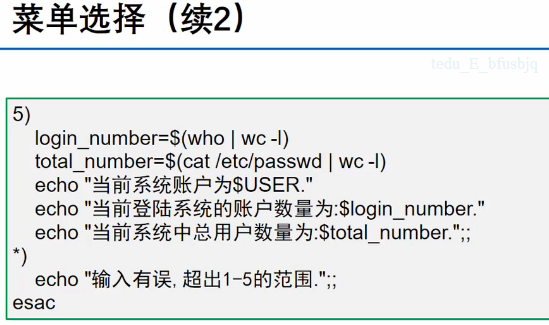 菜单选择（续2）
tedu_E_bfusbjq
5)
login_number=$(who | wc -l)
total_number=$(cat /etc/passwd | wc -l)
echo "当前系统账户为$USER."
echo "当前登陆系统的账户数量为:$login_number."
echo "当前系统中总用户数量为:$total_number.";;
*)
echo "输入有误,超出1-5的范围.";;
esac